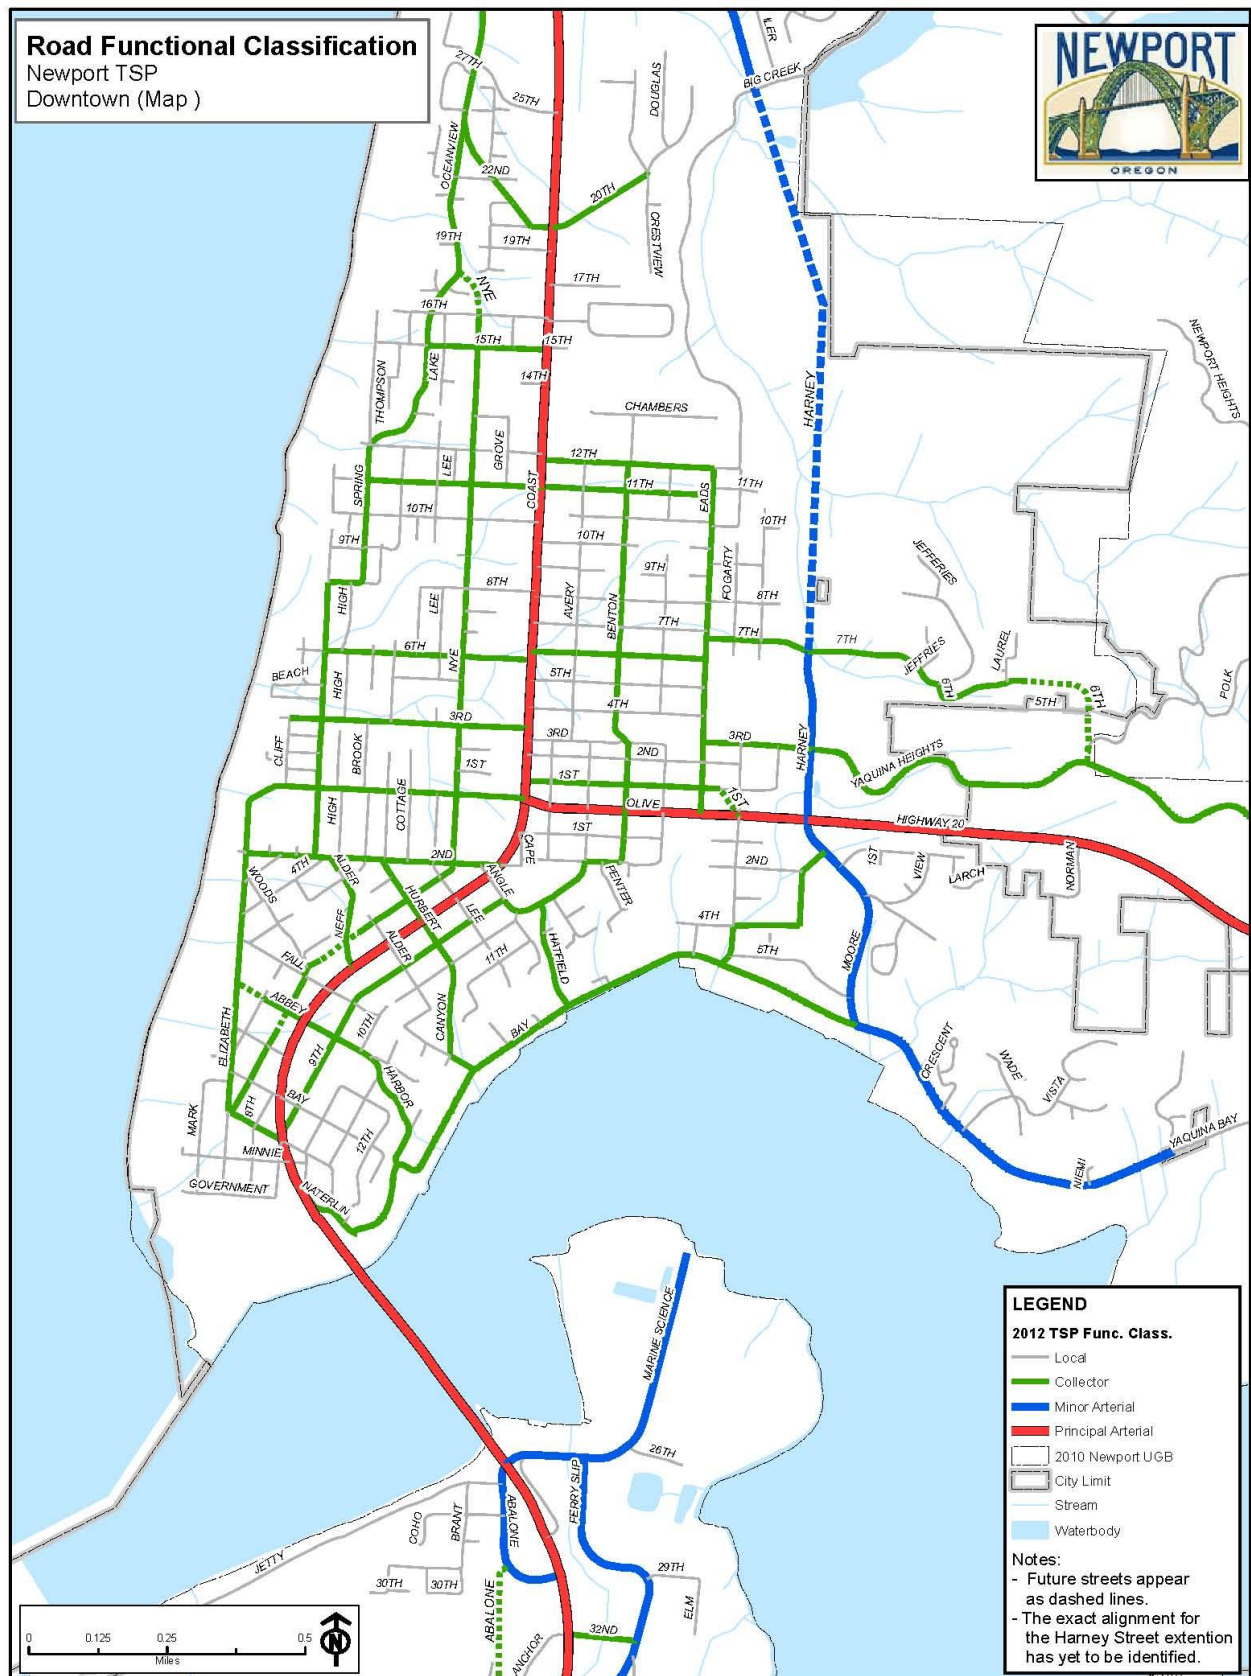 Road Functional Classification
Newport TSP
Downtown (Map )
NEWPORT
OREGON
BIG CREEK
27TH
25TH
DOUGLAS
OCEANVIEW
22ND
20TH
19TH
19TH
CRESTVIEW
17TH
NYE
16TH
15TH
15TH
14TH
LAKE
THOMPSON
HARNEY
NEWPORT HEIGHTS
CHAMBERS
GROVE
LEE
12TH
SPRING
COAST
11TH
EADS
11TH
10TH
10TH
10TH
9TH
9TH
FOGARTY
JEFFERIES
HIGH
LEE
8TH
AVERY
BENTON
8TH
7TH
7TH
7TH
JEFFRIES
LAUREL
6TH
NYE
BEACH
HIGH
5TH
4TH
6TH
5TH
6TH
POLK
3RD
3RD
3RD
HARNEY
CLIFF
BROOK
1ST
2ND
YAQUINA HEIGHTS
1ST
1ST
HIGH
COTTAGE
OLIVE
HIGHWAY 20
CAPE
1ST
2ND
ANGLE
2ND
1ST
VIEW
LARCH
NORMAN
WOODS
4TH
ALDER
HURBERT
LEE
NEFF
ALDER
4TH
5TH
MOORE
FALL
11TH
HATFIELD
ABBEY
10TH
CANYON
BAY
ELIZABETH
9TH
HARBOR
CRESCENT
WADE
VISTA
MARK
8TH
BAY
12TH
MINNIE
YAQUINA BAY
NIEMI
GOVERNMENT
NATERLIN
MARINE SCIENCE
26TH
FERRY SLIP
ABALONE
COHO
BRANT
JETTY
30TH
30TH
29TH
ABALONE
ELM
32ND
ANCHOR
LEGEND
2012 TSP Func. Class.
Local
Collector
Minor Arterial
Principal Arterial
2010 Newport UGB
City Limit
Stream
Waterbody
Notes:
- Future streets appear
as dashed lines.
- The exact alignment for
the Harney Street extention
has yet to be identified.
0 0.125 0.25 0.5
Miles
N